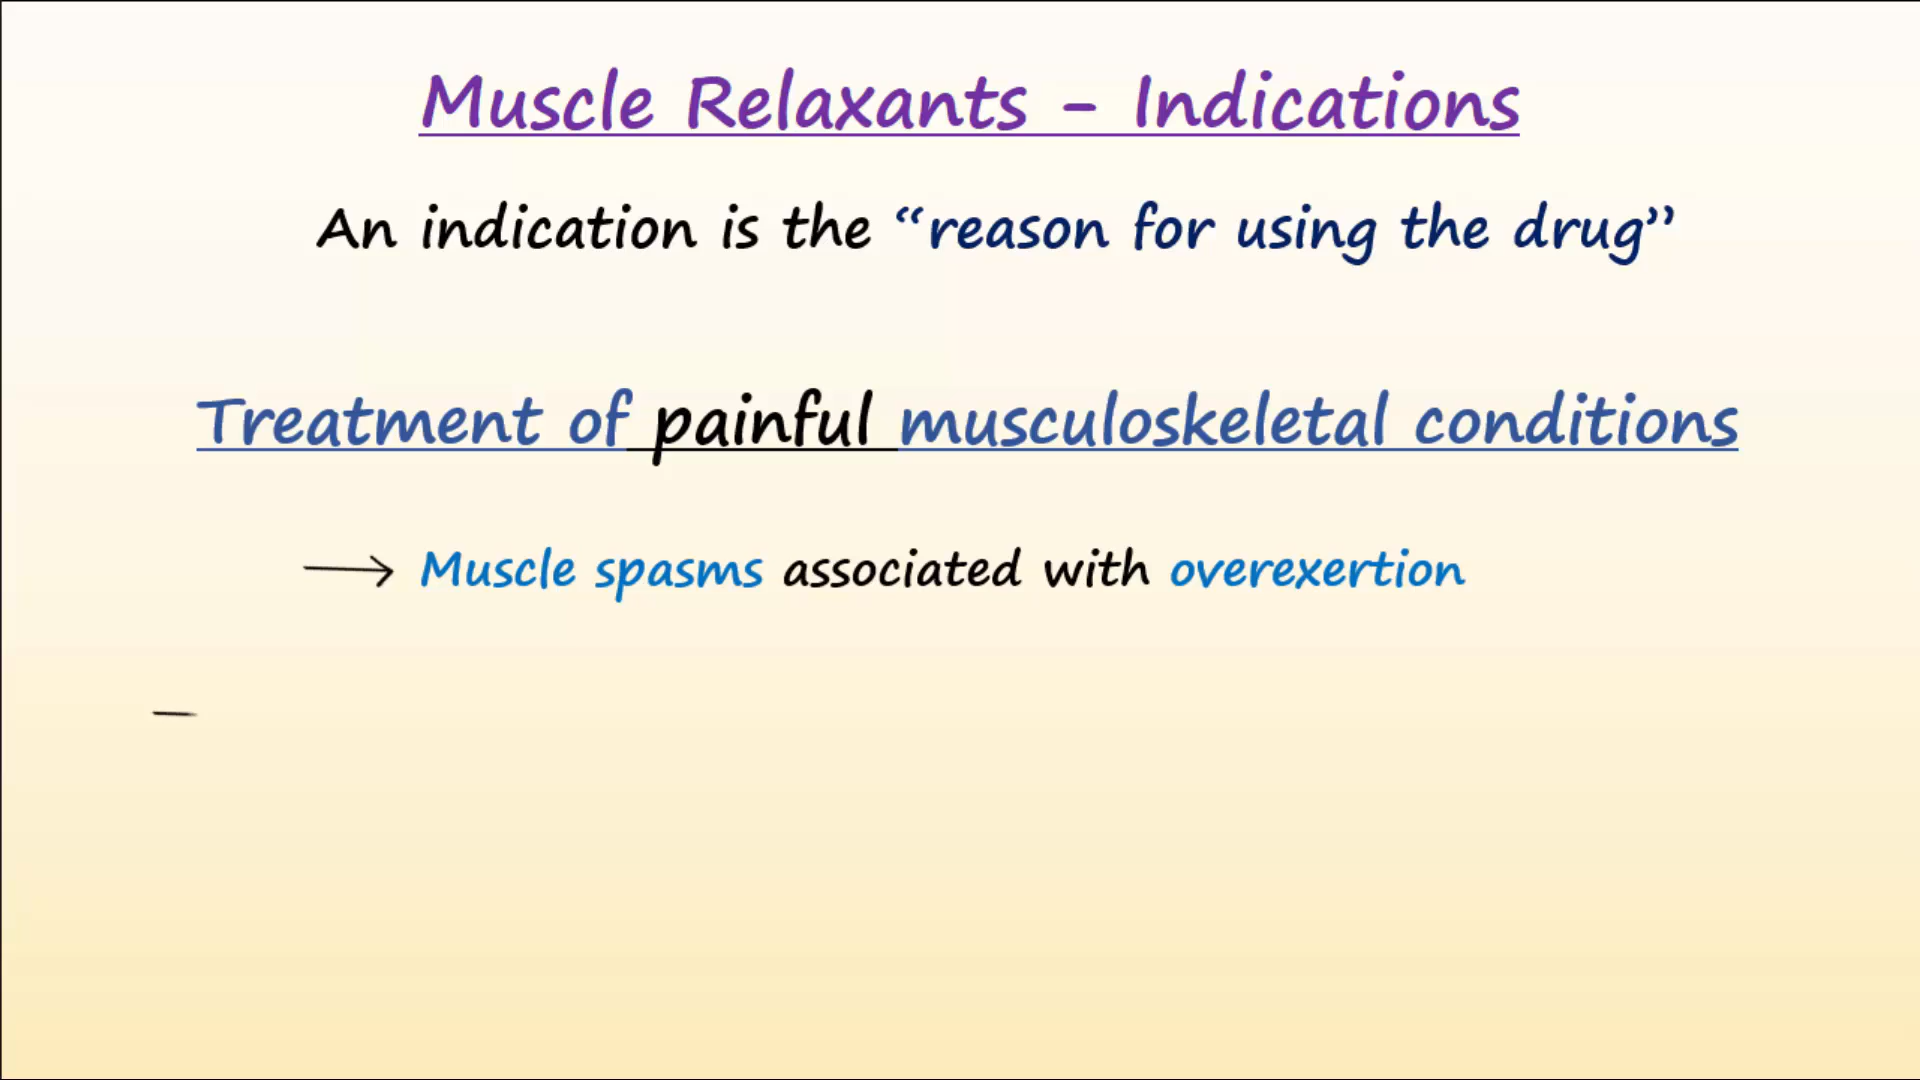 Muscle Relaxants - Indications
An indication is the “reason for using the drug”
Treatment of painful musculoskeletal conditions
→ Muscle spasms associated with overexertion